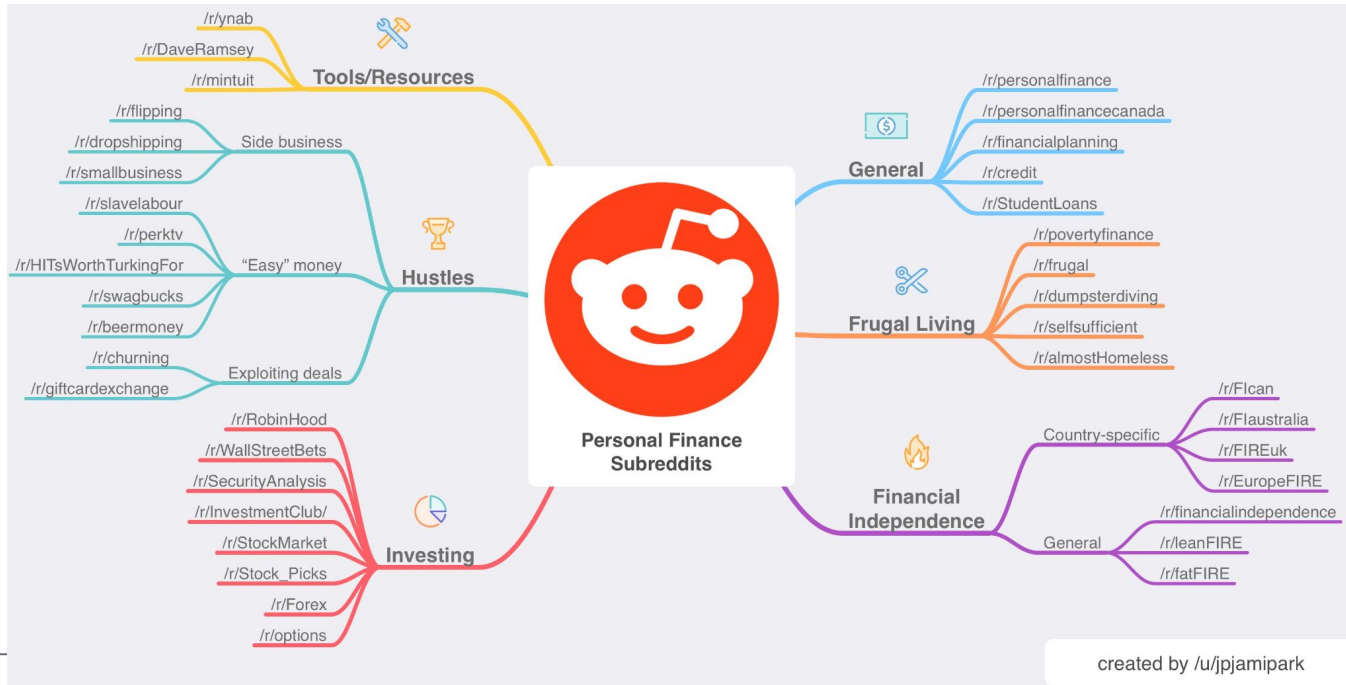 /r/ynab
/r/DaveRamsey
/r/mintuit
Tools/Resources
/r/flipping
/r/dropshipping
/r/smallbusiness
Side business
/r/slavelabour
/r/perktv
/r/HITsWorthTurkingFor
/r/swagbucks
/r/beermoney
"Easy" money
/r/churning
/r/giftcardexchange
Exploiting deals
Hustles
/r/RobinHood
/r/WallStreetBets
/r/SecurityAnalysis
/r/InvestmentClub/
/r/StockMarket
/r/Stock_Picks
/r/Forex
/r/options
Investing
Personal Finance
Subreddits
General
/r/personalfinance
/r/personalfinancecanada
/r/financialplanning
/r/credit
/r/StudentLoans
Frugal Living
/r/povertyfinance
/r/frugal
/r/dumpsterdiving
/r/selfsufficient
/r/almostHomeless
Financial
Independence
Country-specific
/r/FIcan
/r/FIaustralia
/r/FIREuk
/r/EuropeFIRE
General
/r/financialindependence
/r/leanFIRE
/r/fatFIRE
created by /u/jpjamipark